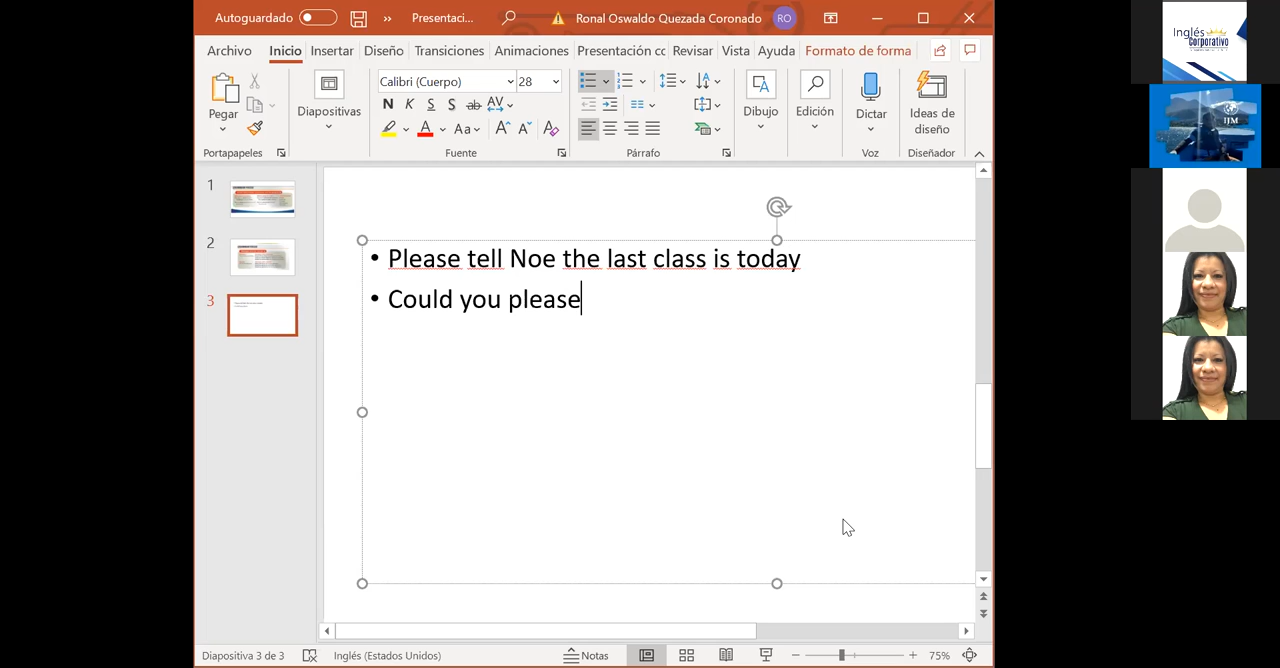 Autoguardado
Presentaci...
Ronal Oswaldo Quezada Coronado
RO
Archivo Inicio Insertar Diseño Transiciones Animaciones Presentación cc Revisar Vista Ayuda Formato de forma
Calibri (Cuerpo) 28
N K S S ab AV
Aa A A
Pegar Diapositivas Dibujo Edición Dictar Ideas de diseño
Portapapeles Fuente Párrafo Voz Diseñador
1
2
3
• Please tell Noe the last class is today
• Could you please
Diapositiva 3 de 3 Inglés (Estados Unidos) Notas 75%
Inglés
Corporativo
IJM